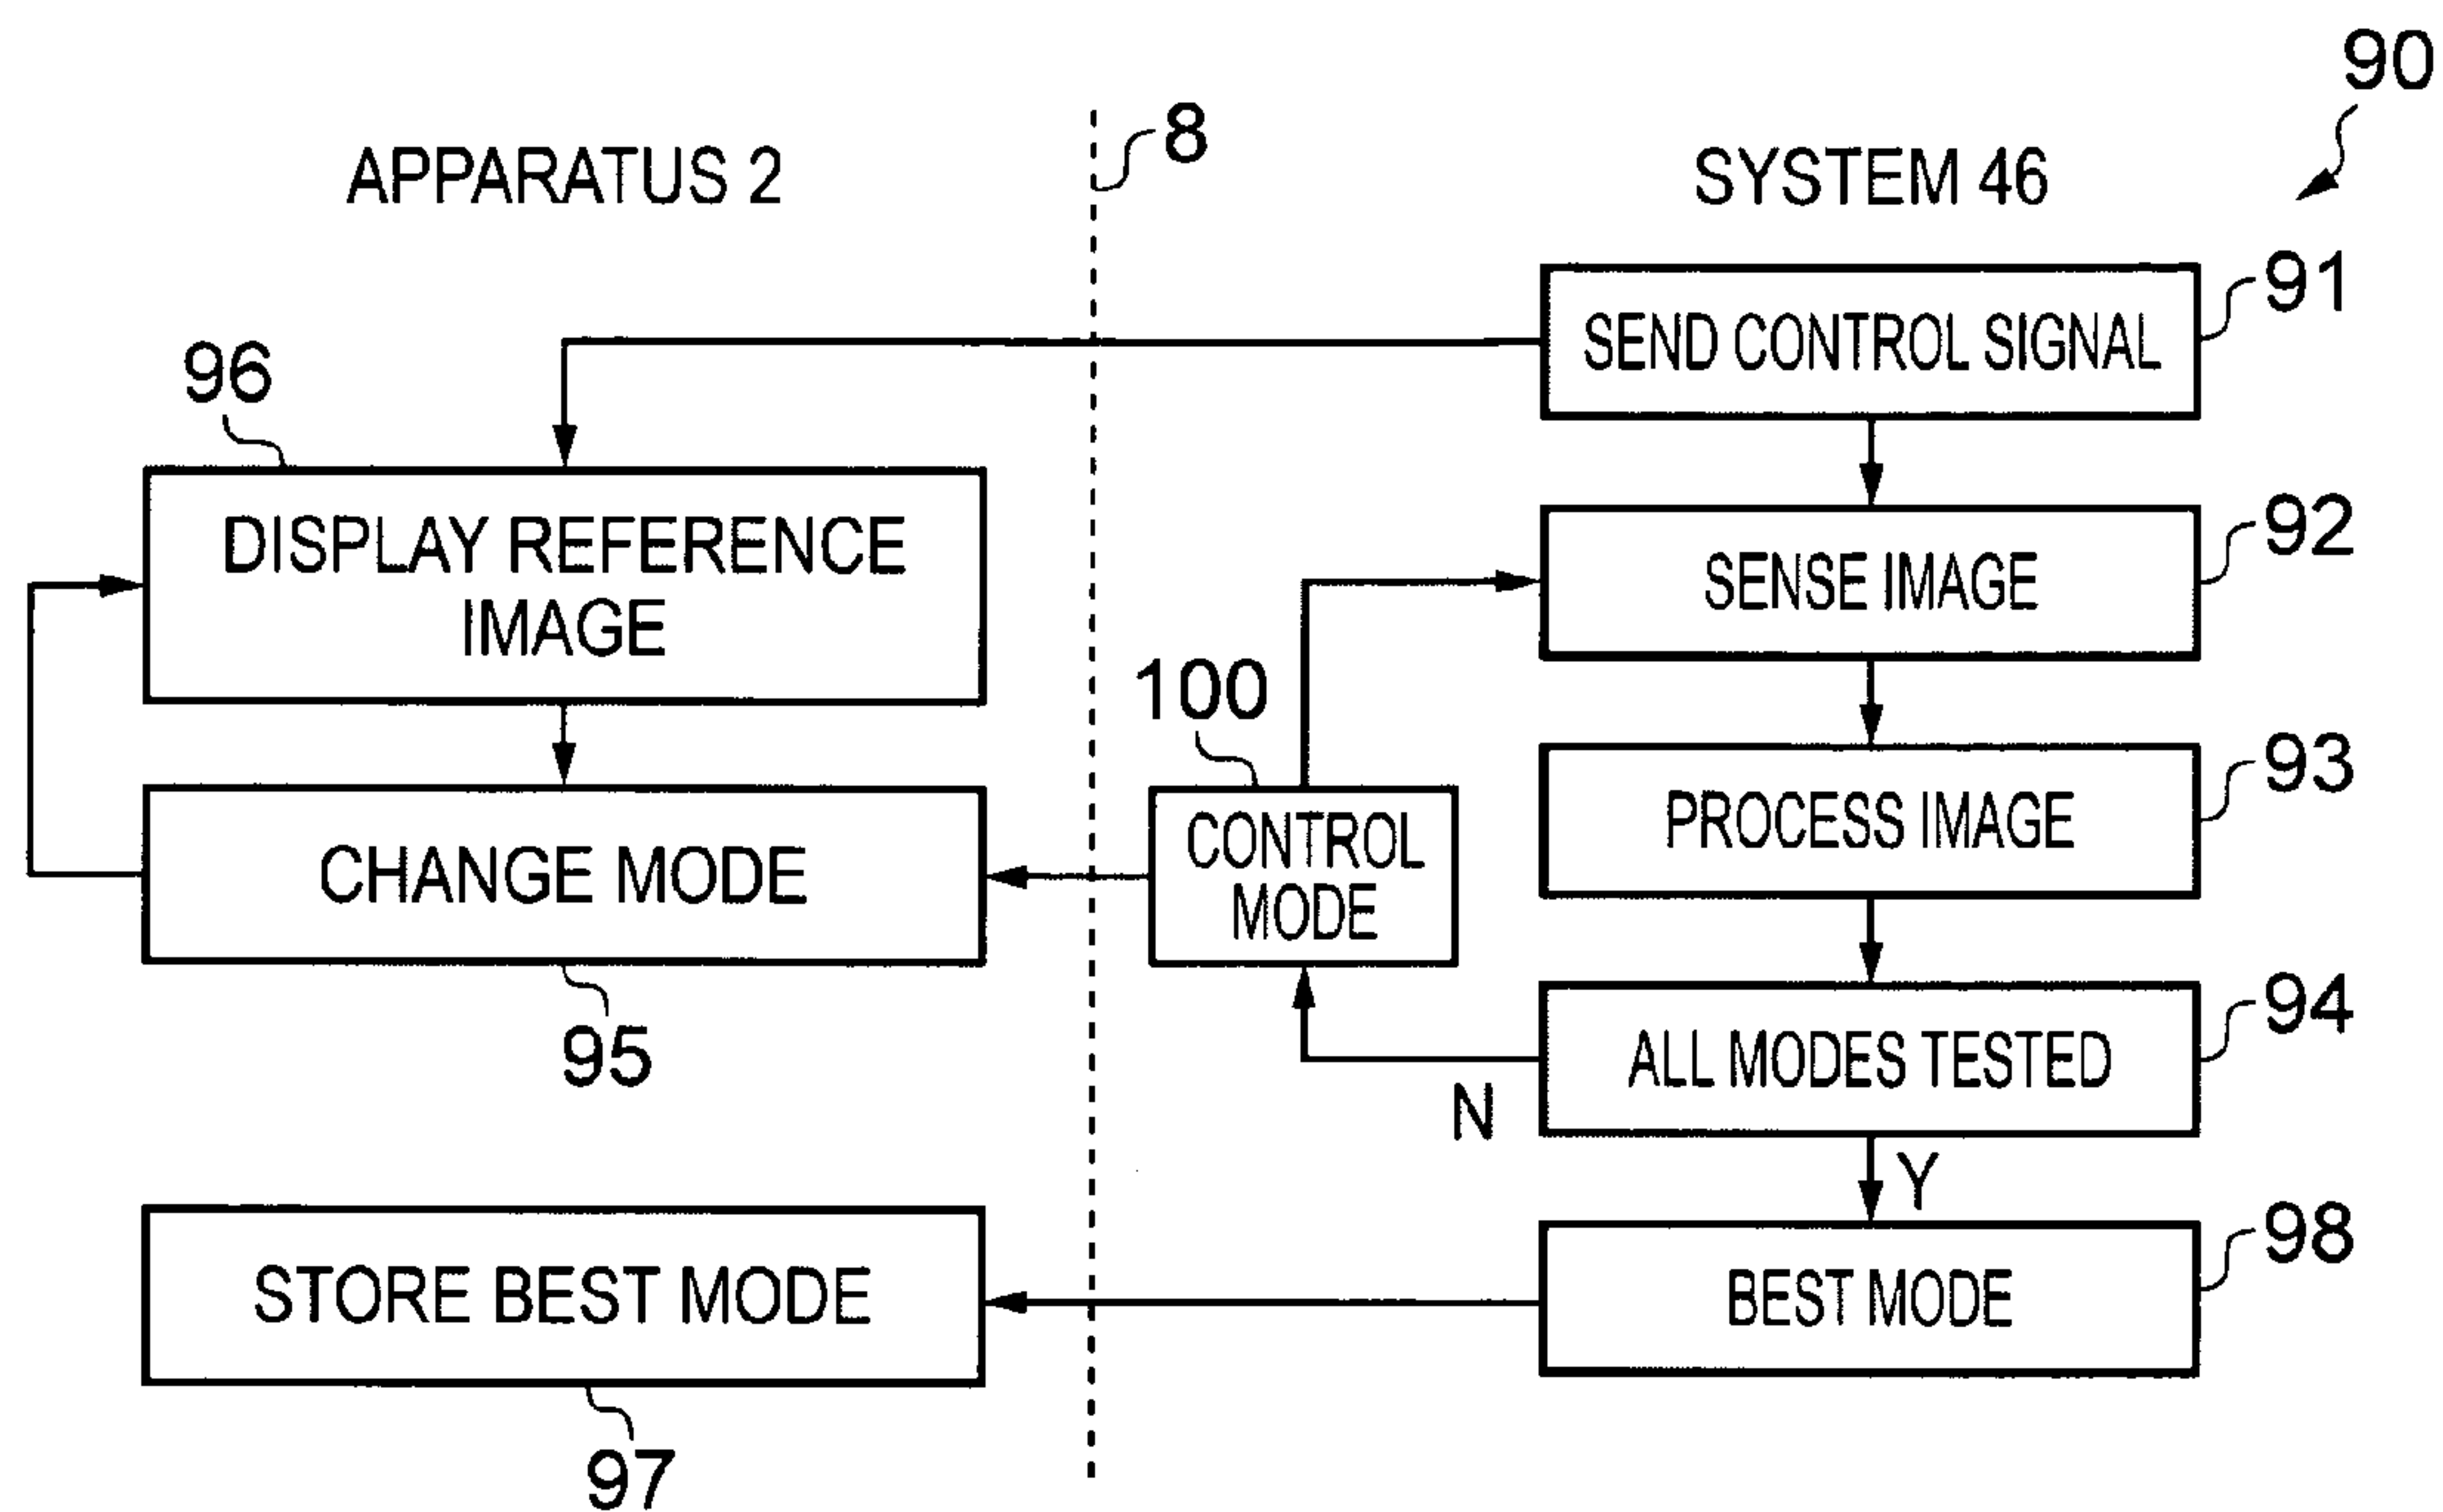 90
APPARATUS 2
8
SYSTEM 46
91
SEND CONTROL SIGNAL
96
92
DISPLAY REFERENCE
IMAGE
SENSE IMAGE
100
93
CONTROL
MODE
PROCESS IMAGE
CHANGE MODE
95
94
ALL MODES TESTED
N
Y
98
STORE BEST MODE
BEST MODE
97